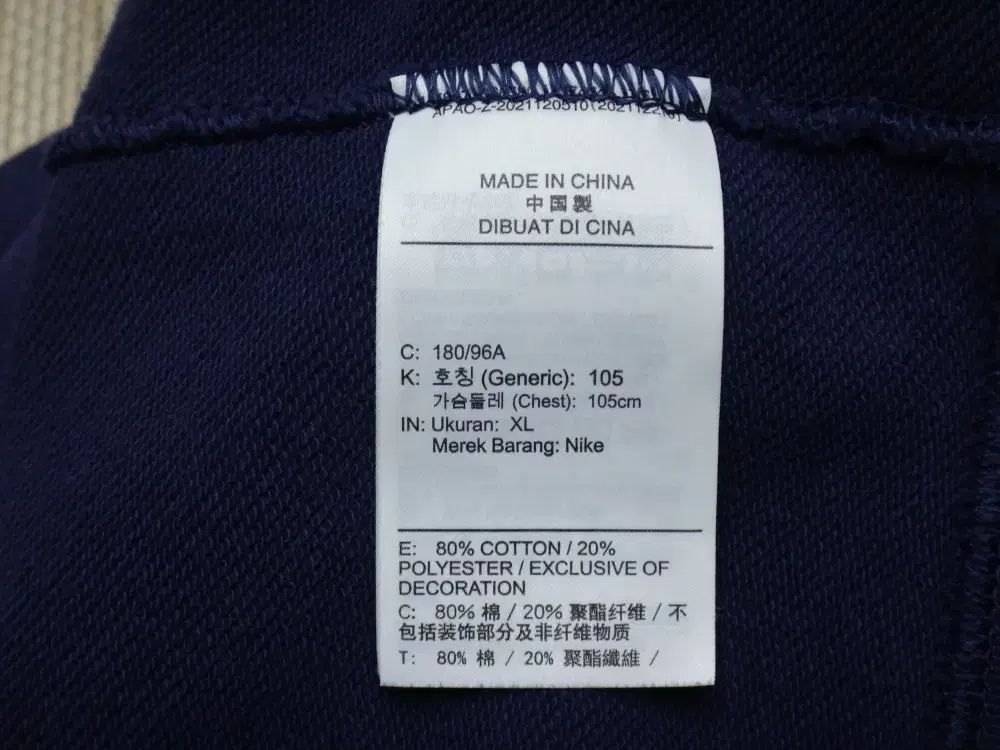 APAO-Z-2021120510(202112200)
MADE IN CHINA
中国製
DIBUAT DI CINA
C: 180/96A
K: 호칭 (Generic): 105
가슴둘레 (Chest): 105cm
IN: Ukuran: XL
Merek Barang: Nike
E: 80% COTTON / 20%
POLYESTER / EXCLUSIVE OF
DECORATION
C: 80% 棉 / 20% 聚酯纤维 / 不
包括装饰部分及非纤维物质
T: 80% 棉 / 20% 聚酯纖維 /